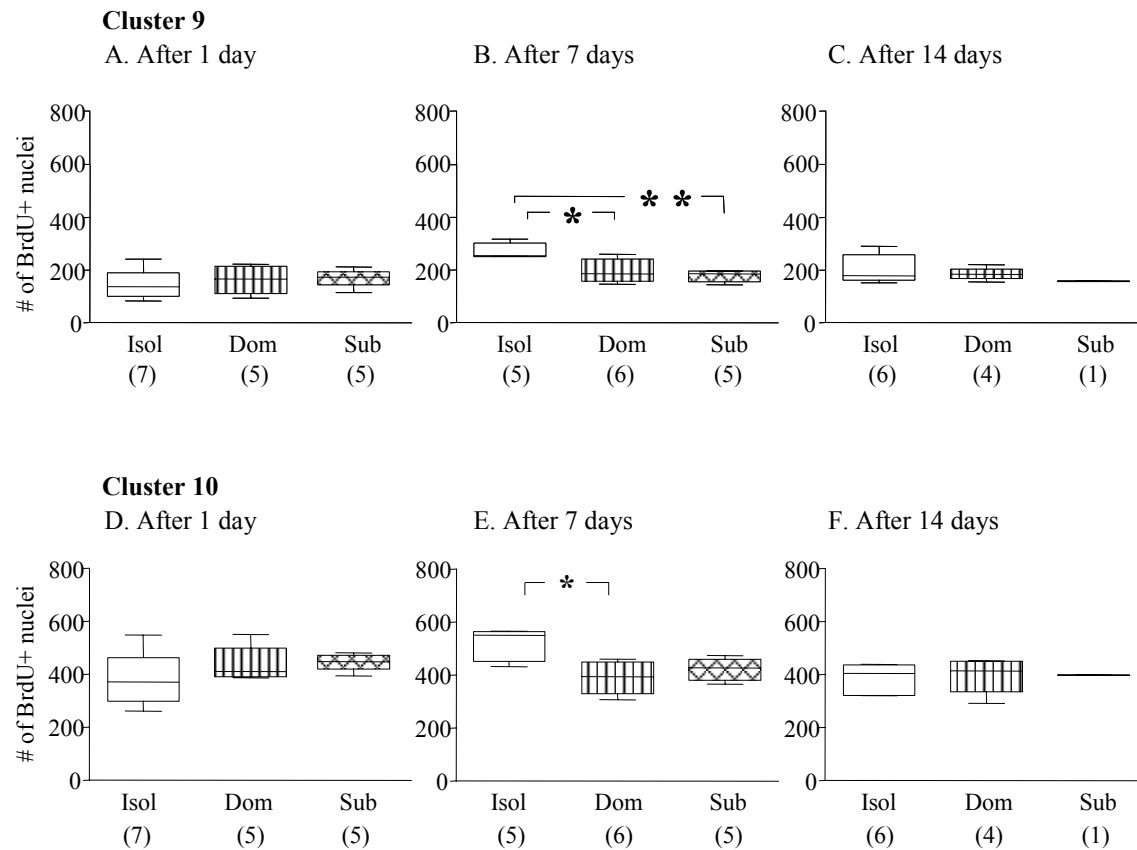 Cluster 9
A. After 1 day B. After 7 days C. After 14 days
# of BrdU+ nuclei
800 800 800
600 600 600
* *
400 * 400 400
200 200 200
0 0 0
Isol Dom Sub Isol Dom Sub Isol Dom Sub
(7) (5) (5) (5) (6) (5) (6) (4) (1)
Cluster 10
D. After 1 day E. After 7 days F. After 14 days
# of BrdU+ nuclei
800 800 800
*
600 600 600
400 400 400
200 200 200
0 0 0
Isol Dom Sub Isol Dom Sub Isol Dom Sub
(7) (5) (5) (5) (6) (5) (6) (4) (1)